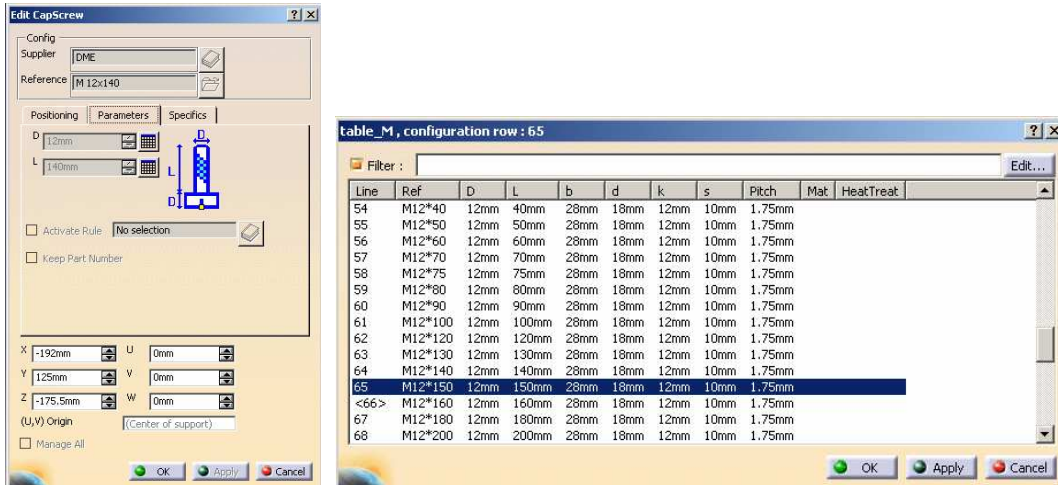 Edit CapScrew
Config
Supplier DME
Reference M 12x140
Positioning Parameters Specifics
D 12mm
L 140mm
D
L
D
Activate Rule No selection
Keep Part Number
X -192mm U 0mm
Y 125mm V 0mm
Z -175.5mm W 0mm
(U,V) Origin (Center of support)
Manage All
OK Apply Cancel
table_M , configuration row : 65
Filter : Edit...
Line Ref D L b d k s Pitch Mat HeatTreat
54 M12*40 12mm 40mm 28mm 18mm 12mm 10mm 1.75mm
55 M12*50 12mm 50mm 28mm 18mm 12mm 10mm 1.75mm
56 M12*60 12mm 60mm 28mm 18mm 12mm 10mm 1.75mm
57 M12*70 12mm 70mm 28mm 18mm 12mm 10mm 1.75mm
58 M12*75 12mm 75mm 28mm 18mm 12mm 10mm 1.75mm
59 M12*80 12mm 80mm 28mm 18mm 12mm 10mm 1.75mm
60 M12*90 12mm 90mm 28mm 18mm 12mm 10mm 1.75mm
61 M12*100 12mm 100mm 28mm 18mm 12mm 10mm 1.75mm
62 M12*120 12mm 120mm 28mm 18mm 12mm 10mm 1.75mm
63 M12*130 12mm 130mm 28mm 18mm 12mm 10mm 1.75mm
64 M12*140 12mm 140mm 28mm 18mm 12mm 10mm 1.75mm
65 M12*150 12mm 150mm 28mm 18mm 12mm 10mm 1.75mm
<66> M12*160 12mm 160mm 28mm 18mm 12mm 10mm 1.75mm
67 M12*180 12mm 180mm 28mm 18mm 12mm 10mm 1.75mm
68 M12*200 12mm 200mm 28mm 18mm 12mm 10mm 1.75mm
OK Apply Cancel